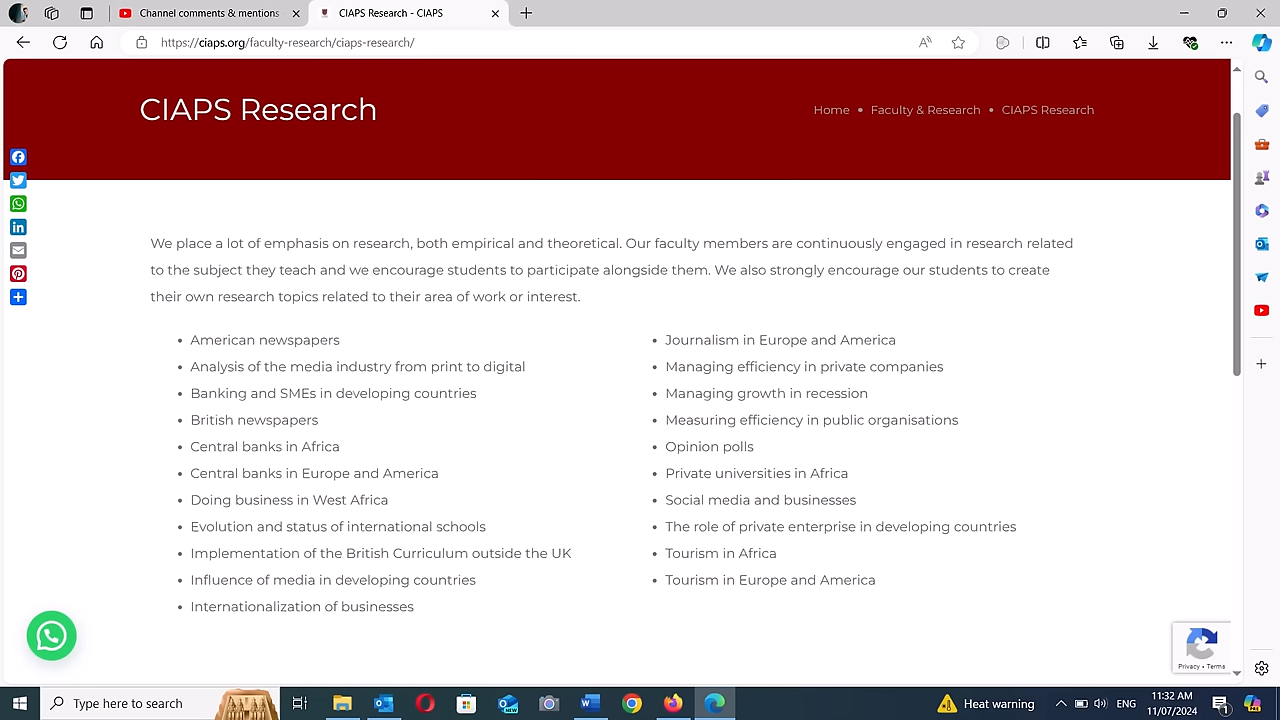 Channel comments & mentions
CIAPS Research - CIAPS
https://ciaps.org/faculty-research/ciaps-research/
CIAPS Research
Home • Faculty & Research • CIAPS Research
We place a lot of emphasis on research, both empirical and theoretical. Our faculty members are continuously engaged in research related
to the subject they teach and we encourage students to participate alongside them. We also strongly encourage our students to create
their own research topics related to their area of work or interest.
• American newspapers
• Analysis of the media industry from print to digital
• Banking and SMEs in developing countries
• British newspapers
• Central banks in Africa
• Central banks in Europe and America
• Doing business in West Africa
• Evolution and status of international schools
• Implementation of the British Curriculum outside the UK
• Influence of media in developing countries
• Internationalization of businesses
• Journalism in Europe and America
• Managing efficiency in private companies
• Managing growth in recession
• Measuring efficiency in public organisations
• Opinion polls
• Private universities in Africa
• Social media and businesses
• The role of private enterprise in developing countries
• Tourism in Africa
• Tourism in Europe and America
Privacy • Terms
Type here to search
NEW
Heat warning
ENG
11:32 AM
11/07/2024
1